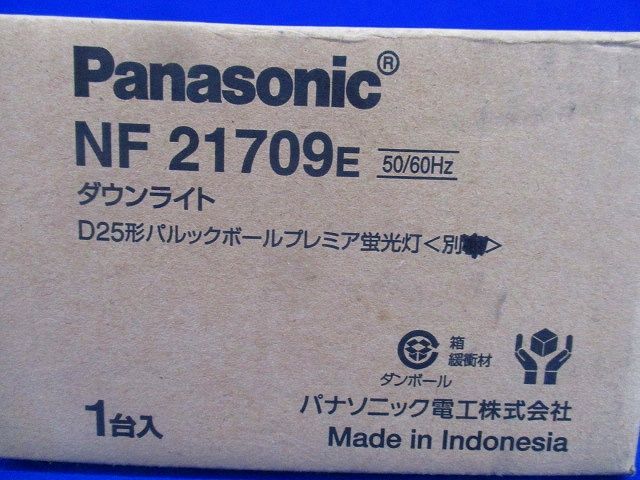 Panasonic®
NF 21709E 50/60Hz
ダウンライト
D25形パルックボールプレミア蛍光灯<別>
箱
緩衝材
ダンボール
1台入
パナソニック電工株式会社
Made in Indonesia